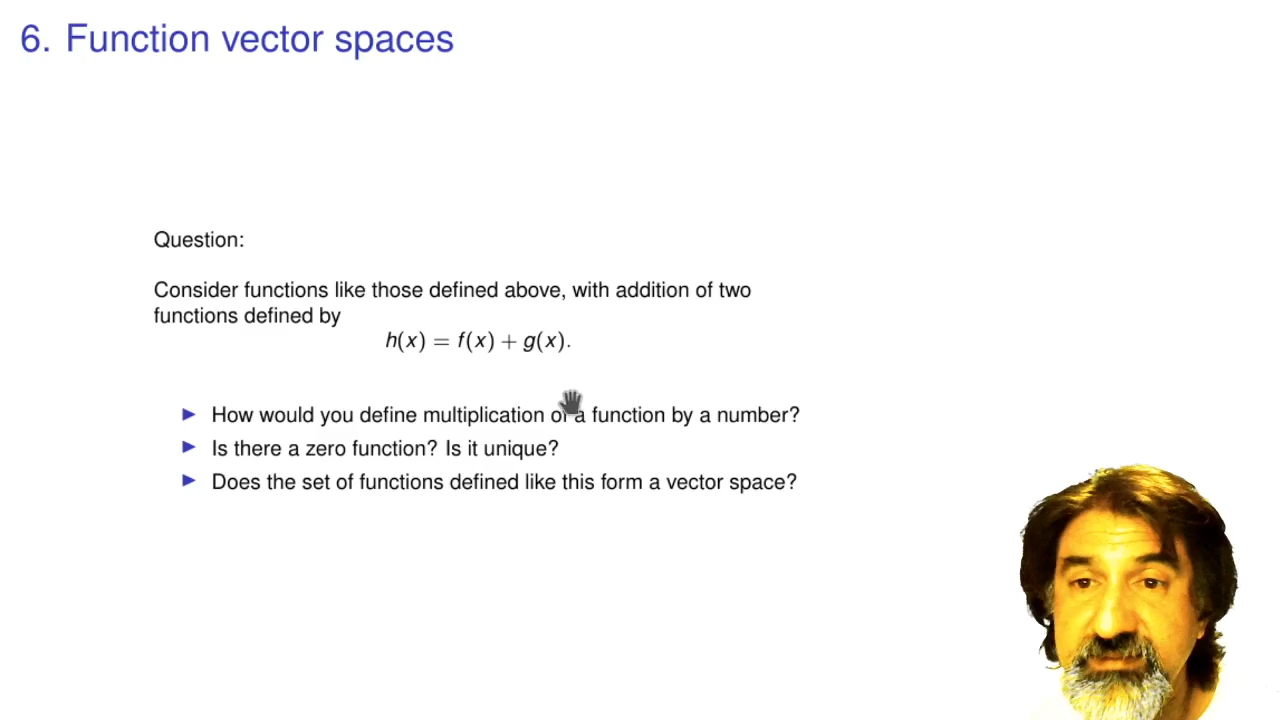 6. Function vector spaces
Question:
Consider functions like those defined above, with addition of two
functions defined by
h(x) = f(x) + g(x).
► How would you define multiplication of a function by a number?
► Is there a zero function? Is it unique?
► Does the set of functions defined like this form a vector space?